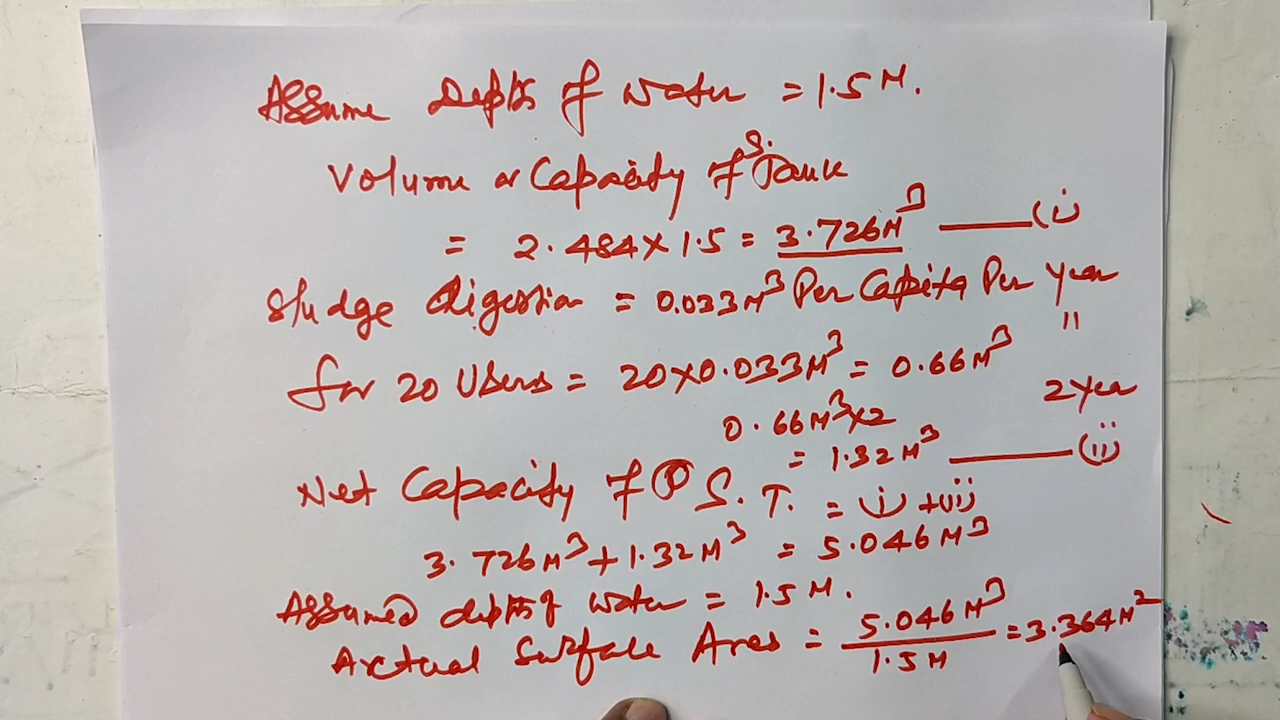 Assume Depth of water = 1.5 M.
Volume or Capacity of S. Tank
= 2.484 × 1.5 = 3.726 M³ —— (i)
Sludge digestion = 0.033 M³ Per Capita Per year
"
for 20 Users = 20×0.033 M³ = 0.66 M³
2 Year
0.66 M³×2
= 1.32 M³ —— (ii)
Net Capacity of S.T. = i) + ii)
3.726 M³ + 1.32 M³ = 5.046 M³
Assumed depth of water = 1.5 M.
Actual Surface Area = 5.046 M³ / 1.5 M = 3.364 M²